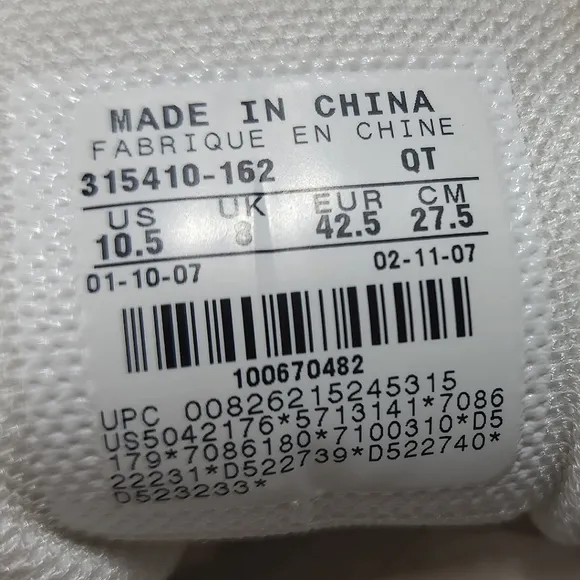 MADE IN CHINA
FABRIQUE EN CHINE
315410-162 QT
US UK EUR CM
10.5 8 42.5 27.5
01-10-07 02-11-07
100670482
UPC 00826215245315
US5042176*5713141*7086
179*7086180*7100310*D5
22231*D522739*D522740*
D523233*